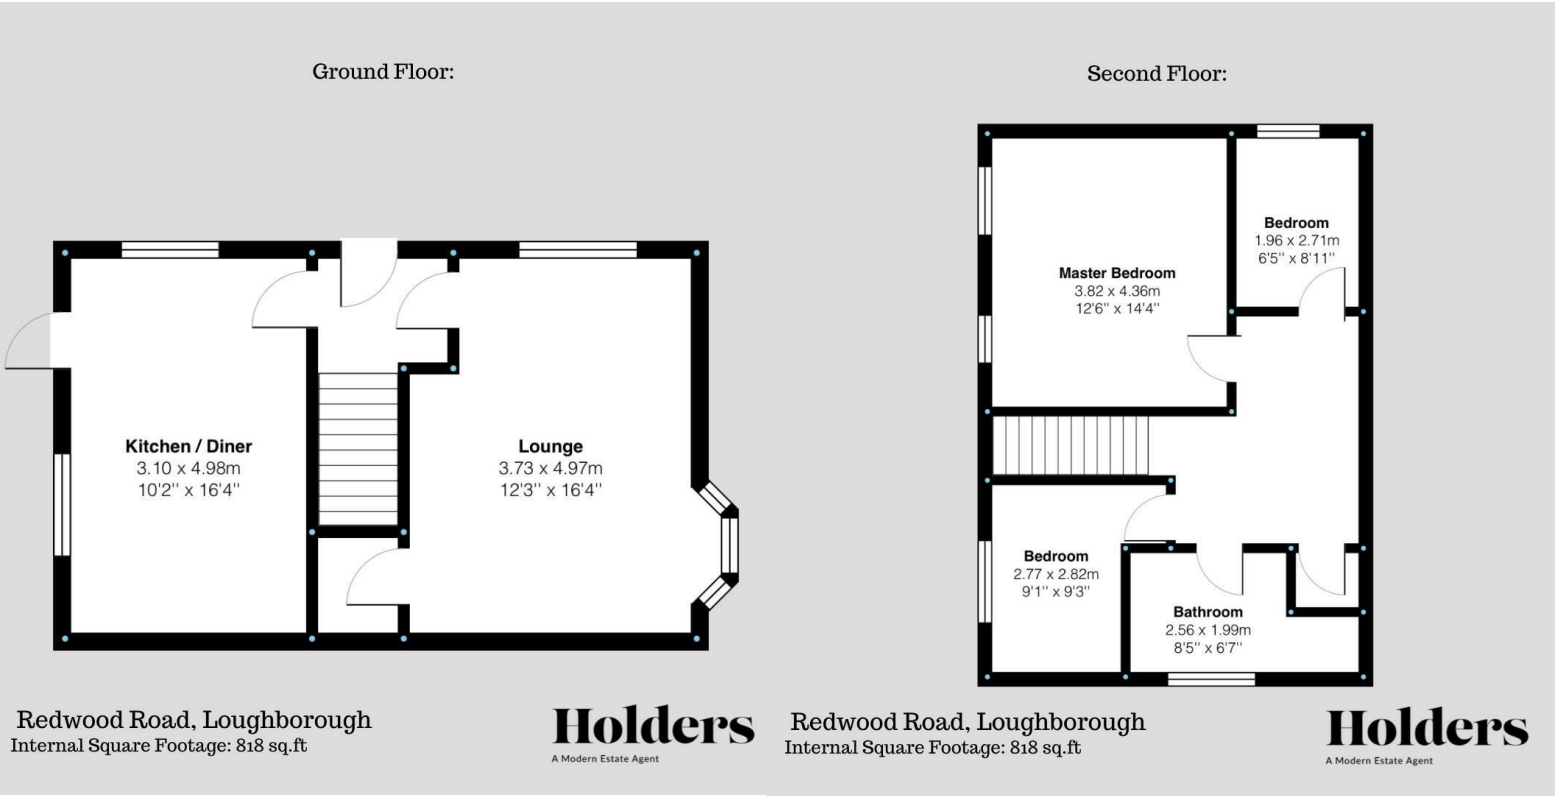 Ground Floor:
Kitchen / Diner
3.10 x 4.98m
10'2'' x 16'4''
Lounge
3.73 x 4.97m
12'3'' x 16'4''
Redwood Road, Loughborough
Internal Square Footage: 818 sq.ft
Holders
A Modern Estate Agent
Second Floor:
Master Bedroom
3.82 x 4.36m
12'6'' x 14'4''
Bedroom
1.96 x 2.71m
6'5'' x 8'11''
Bedroom
2.77 x 2.82m
9'1'' x 9'3''
Bathroom
2.56 x 1.99m
8'5'' x 6'7''
Redwood Road, Loughborough
Internal Square Footage: 818 sq.ft
Holders
A Modern Estate Agent